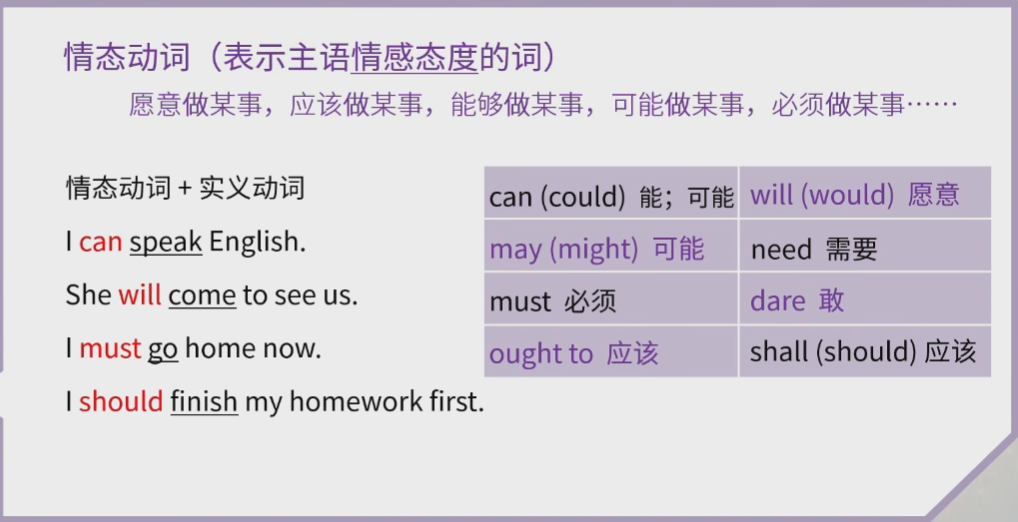 情态动词（表示主语情感态度的词）
愿意做某事，应该做某事，能够做某事，可能做某事，必须做某事……
情态动词 + 实义动词
I can speak English.
She will come to see us.
I must go home now.
I should finish my homework first.
can (could) 能；可能
will (would) 愿意
may (might) 可能
need 需要
must 必须
dare 敢
ought to 应该
shall (should) 应该